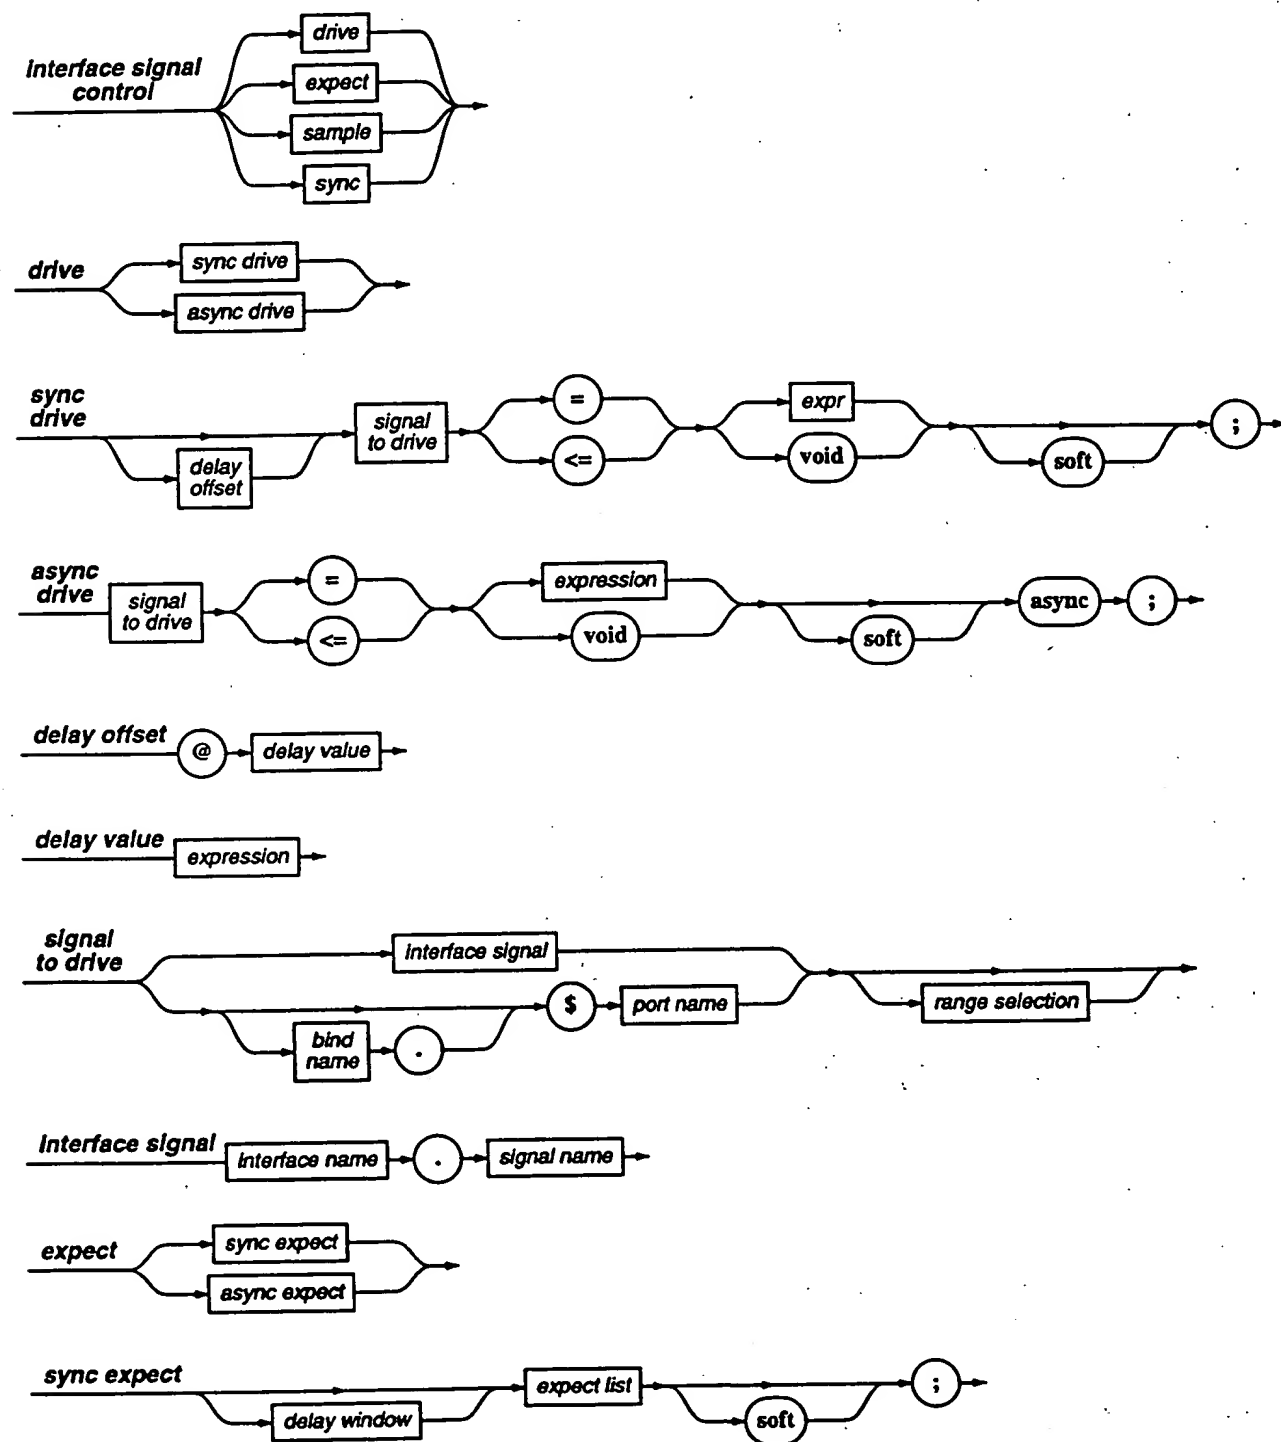 interface signal
control
drive
expect
sample
sync
drive
sync drive
async drive
sync
drive
delay
offset
signal
to drive
=
<=
expr
void
soft
;
async
drive
signal
to drive
=
<=
expression
void
soft
async
;
delay offset
@
delay value
delay value
expression
signal
to drive
interface signal
bind
name
.
$
port name
range selection
interface signal
interface name
.
signal name
expect
sync expect
async expect
sync expect
delay window
expect list
soft
;